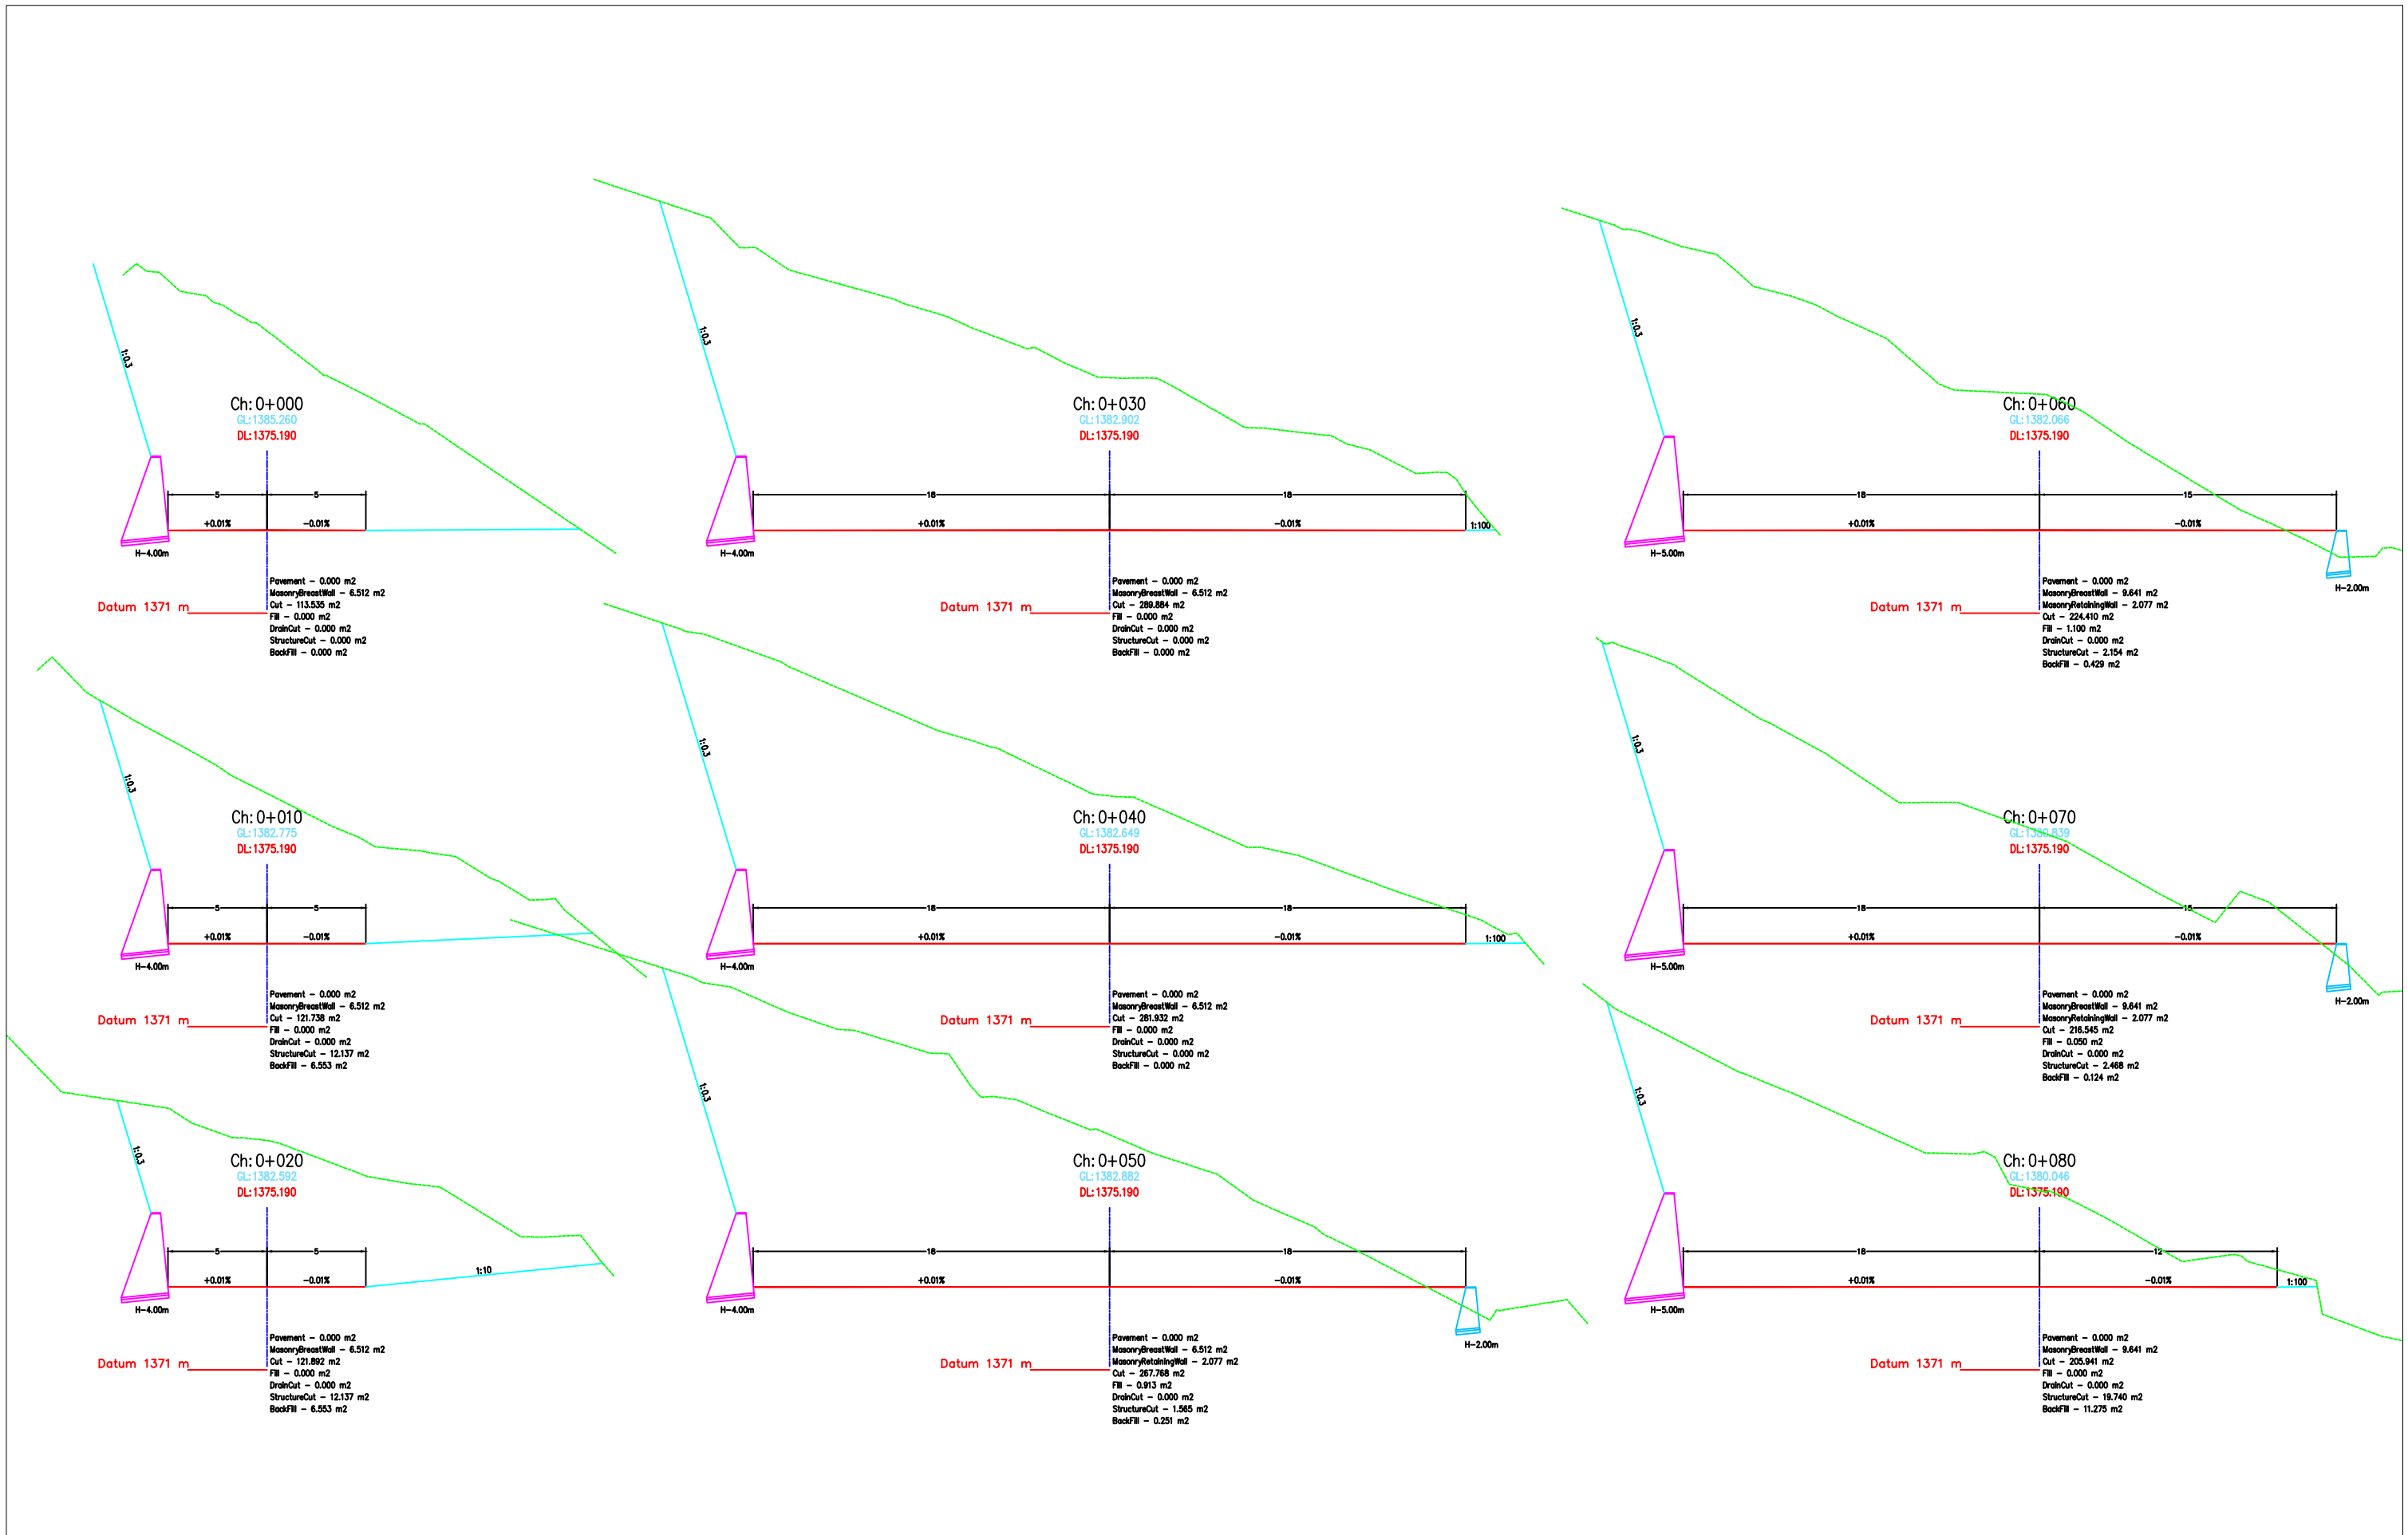 1:0.3
Ch: 0+000
GL:1385.260
DL:1375.190
5
5
+0.01%
-0.01%
H-4.00m
Datum 1371 m
Pavement - 0.000 m2
MasonryBreastWall - 6.512 m2
Cut - 113.535 m2
Fill - 0.000 m2
DrainCut - 0.000 m2
StructureCut - 0.000 m2
BackFill - 0.000 m2
1:0.3
Ch: 0+010
GL:1382.775
DL:1375.190
5
5
+0.01%
-0.01%
H-4.00m
Datum 1371 m
Pavement - 0.000 m2
MasonryBreastWall - 6.512 m2
Cut - 121.738 m2
Fill - 0.000 m2
DrainCut - 0.000 m2
StructureCut - 12.137 m2
BackFill - 6.553 m2
1:0.3
Ch: 0+020
GL:1382.592
DL:1375.190
5
5
+0.01%
-0.01%
1:10
H-4.00m
Datum 1371 m
Pavement - 0.000 m2
MasonryBreastWall - 6.512 m2
Cut - 121.892 m2
Fill - 0.000 m2
DrainCut - 0.000 m2
StructureCut - 12.137 m2
BackFill - 6.553 m2
1:0.3
Ch: 0+030
GL:1382.902
DL:1375.190
18
18
+0.01%
-0.01%
1:100
H-4.00m
Datum 1371 m
Pavement - 0.000 m2
MasonryBreastWall - 6.512 m2
Cut - 289.884 m2
Fill - 0.000 m2
DrainCut - 0.000 m2
StructureCut - 0.000 m2
BackFill - 0.000 m2
1:0.3
Ch: 0+040
GL:1382.649
DL:1375.190
18
18
+0.01%
-0.01%
1:100
H-4.00m
Datum 1371 m
Pavement - 0.000 m2
MasonryBreastWall - 6.512 m2
Cut - 281.932 m2
Fill - 0.000 m2
DrainCut - 0.000 m2
StructureCut - 0.000 m2
BackFill - 0.000 m2
1:0.3
Ch: 0+050
GL:1382.882
DL:1375.190
18
18
+0.01%
-0.01%
H-4.00m
H-2.00m
Datum 1371 m
Pavement - 0.000 m2
MasonryBreastWall - 6.512 m2
MasonryRetainingWall - 2.077 m2
Cut - 267.768 m2
Fill - 0.913 m2
DrainCut - 0.000 m2
StructureCut - 1.565 m2
BackFill - 0.251 m2
1:0.3
Ch: 0+060
GL:1382.066
DL:1375.190
18
15
+0.01%
-0.01%
H-5.00m
H-2.00m
Datum 1371 m
Pavement - 0.000 m2
MasonryBreastWall - 9.641 m2
MasonryRetainingWall - 2.077 m2
Cut - 224.410 m2
Fill - 1.100 m2
DrainCut - 0.000 m2
StructureCut - 2.154 m2
BackFill - 0.429 m2
1:0.3
Ch: 0+070
GL:1380.839
DL:1375.190
18
15
+0.01%
-0.01%
H-5.00m
H-2.00m
Datum 1371 m
Pavement - 0.000 m2
MasonryBreastWall - 9.641 m2
MasonryRetainingWall - 2.077 m2
Cut - 216.545 m2
Fill - 0.050 m2
DrainCut - 0.000 m2
StructureCut - 2.468 m2
BackFill - 0.124 m2
1:0.3
Ch: 0+080
GL:1380.046
DL:1375.190
18
12
+0.01%
-0.01%
1:100
H-5.00m
Datum 1371 m
Pavement - 0.000 m2
MasonryBreastWall - 9.641 m2
Cut - 205.941 m2
Fill - 0.000 m2
DrainCut - 0.000 m2
StructureCut - 19.740 m2
BackFill - 11.275 m2